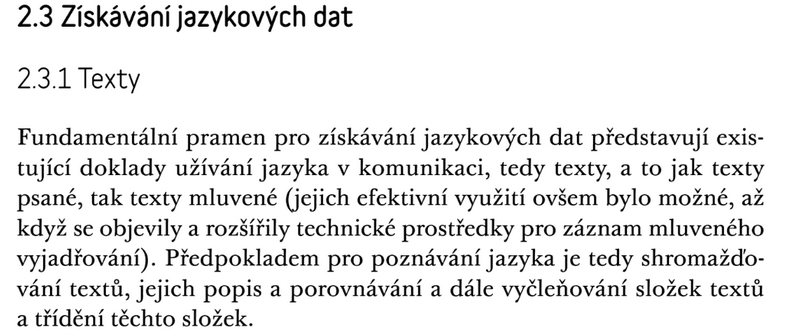 2.3 Získávání jazykových dat
2.3.1 Texty
Fundamentální pramen pro získávání jazykových dat představují exis-
tující doklady užívání jazyka v komunikaci, tedy texty, a to jak texty
psané, tak texty mluvené (jejich efektivní využití ovšem bylo možné, až
když se objevily a rozšířily technické prostředky pro záznam mluveného
vyjadřování). Předpokladem pro poznávání jazyka je tedy shromažďo-
vání textů, jejich popis a porovnávání a dále vyčleňování složek textů
a třídění těchto složek.